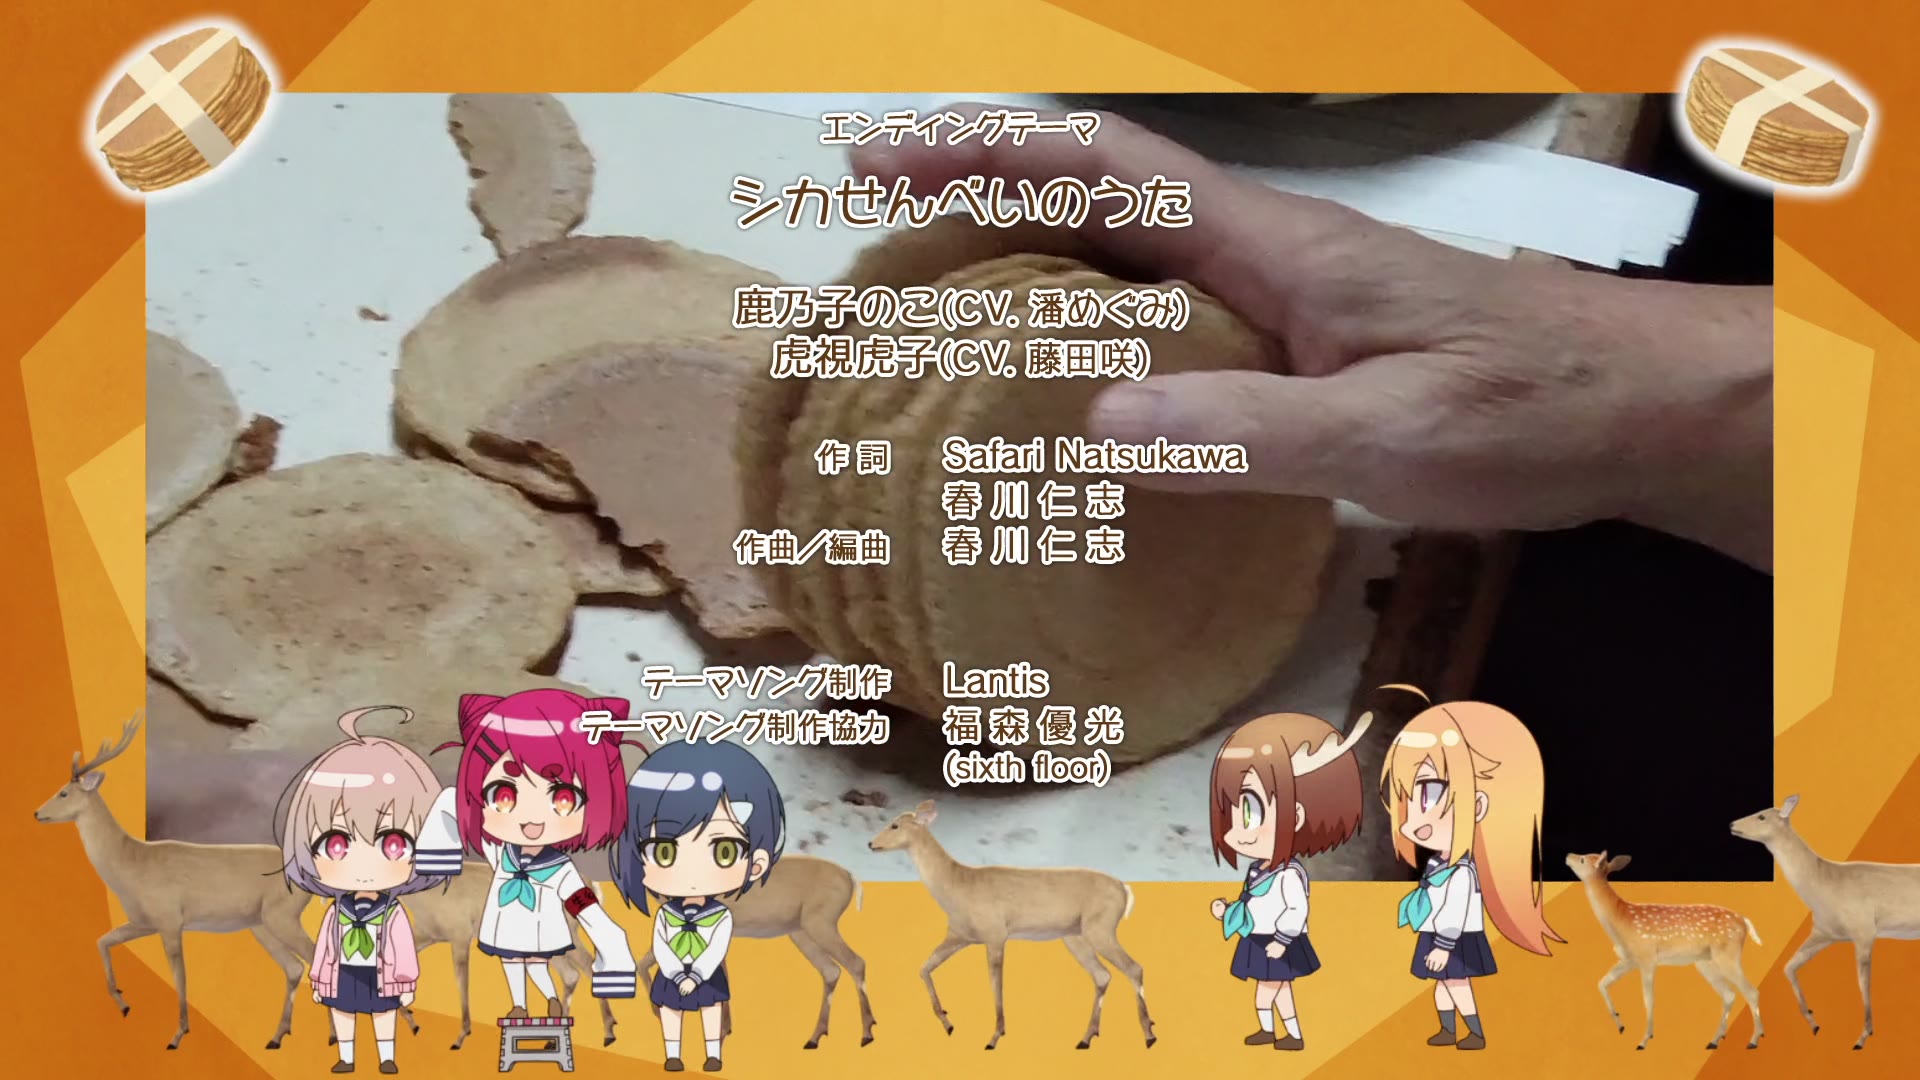 エンディングテーマ
シカせんべいのうた
鹿乃子のこ(CV. 潘めぐみ)
虎視虎子(CV. 藤田咲)
作詞 Safari Natsukawa
春川仁志
作曲／編曲 春川仁志
テーマソング制作 Lantis
テーマソング制作協力 福森優光
(sixth floor)